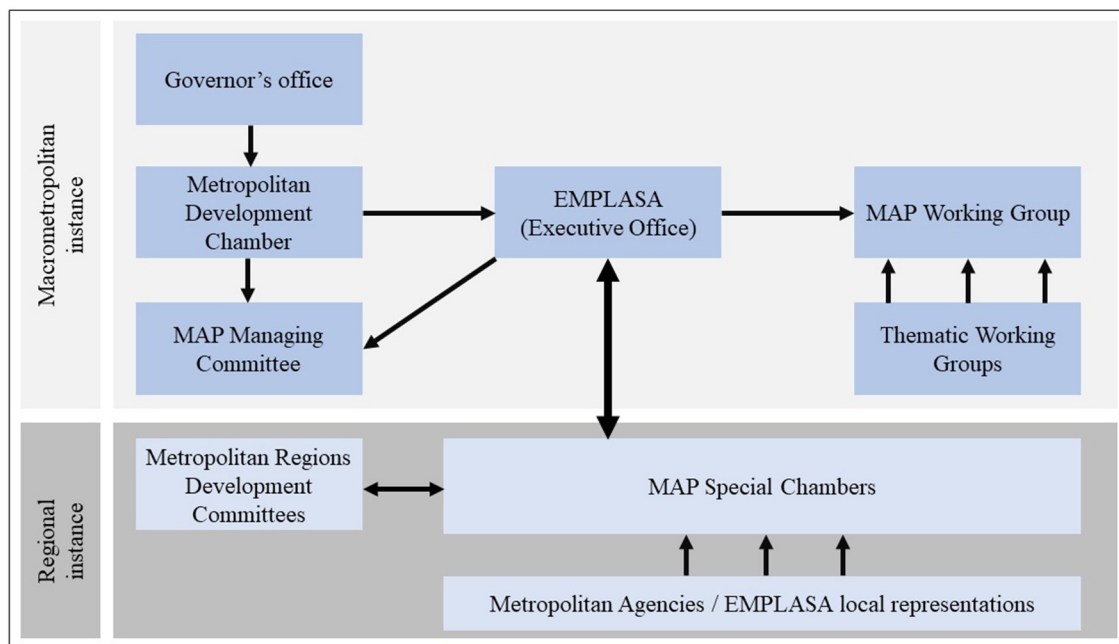 Macrometropolitan
instance
Governor's office
Metropolitan
Development
Chamber
EMPLASA
(Executive Office)
MAP Working Group
MAP Managing
Committee
Thematic Working
Groups
Regional
instance
Metropolitan Regions
Development
Committees
MAP Special Chambers
Metropolitan Agencies / EMPLASA local representations